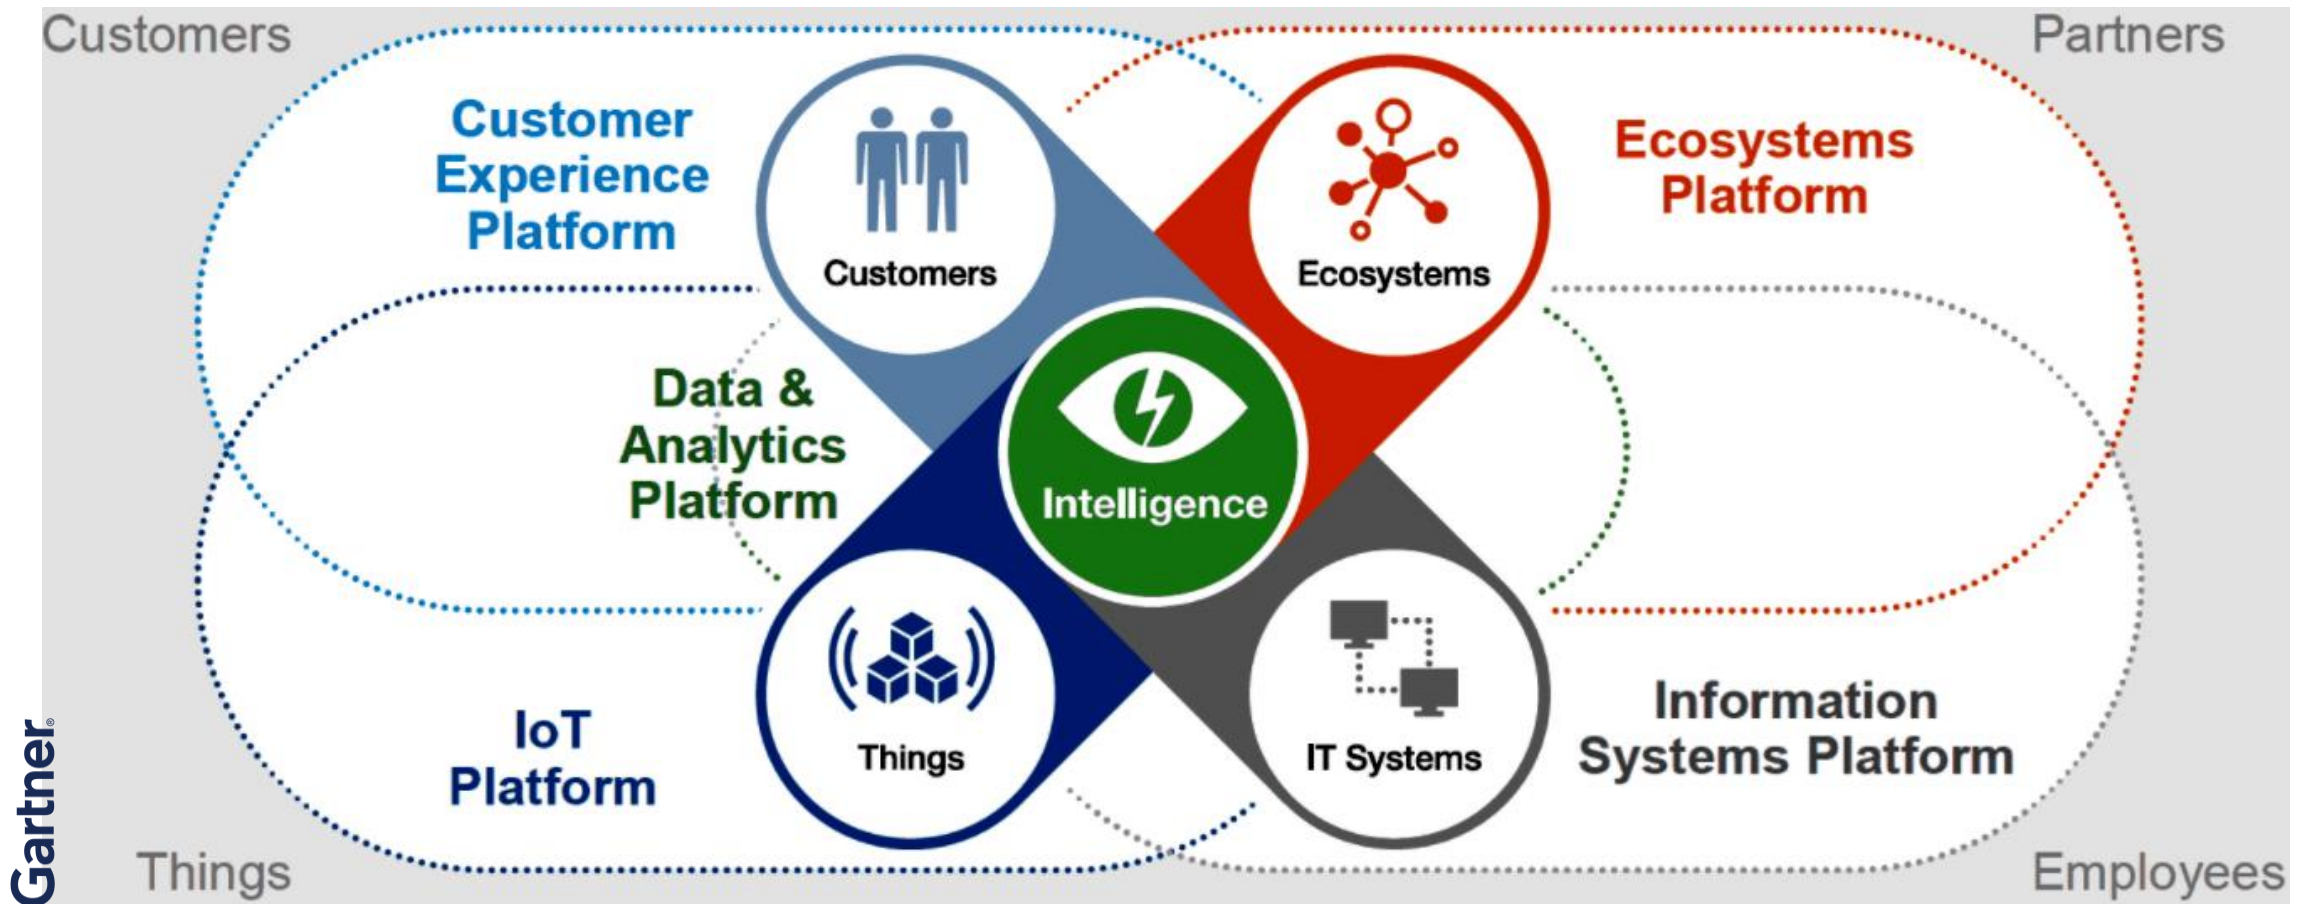 Customers
Partners
Customer
Experience
Platform
Customers
Ecosystems
Ecosystems
Platform
Data &
Analytics
Platform
Intelligence
IoT
Platform
Things
IT Systems
Information
Systems Platform
Things
Employees
Gartner®